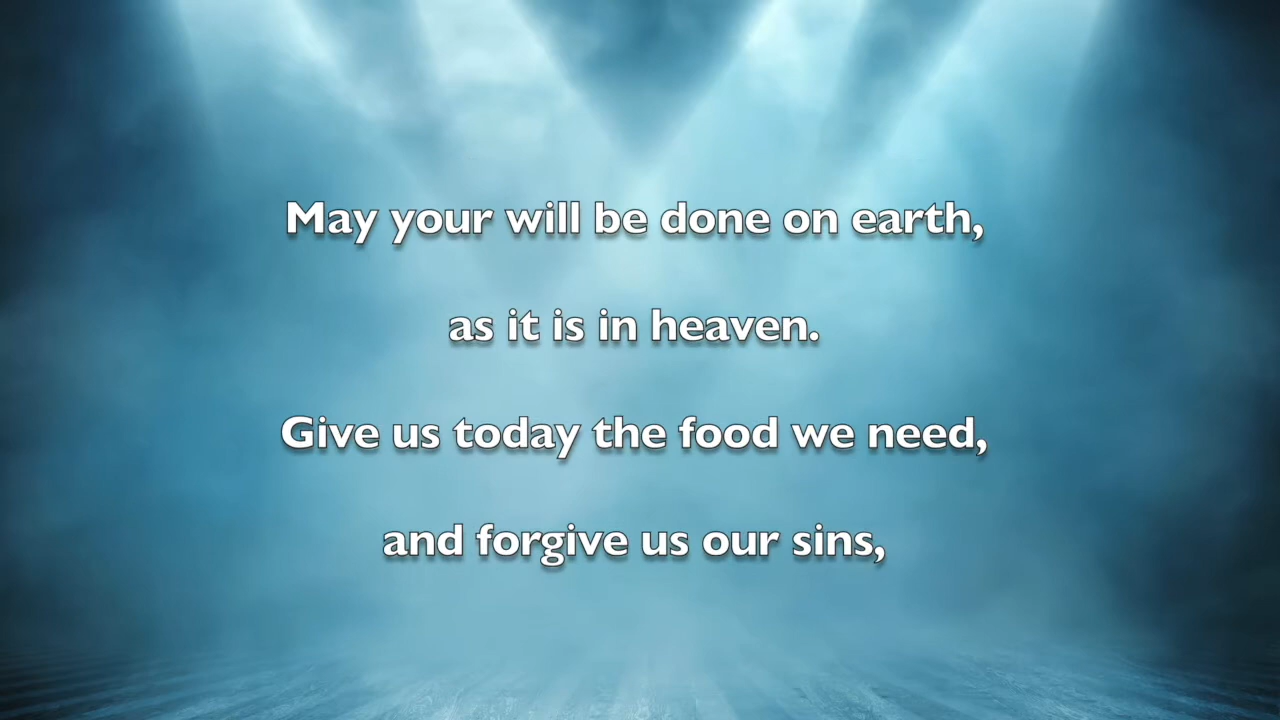 May your will be done on earth,
as it is in heaven.
Give us today the food we need,
and forgive us our sins,